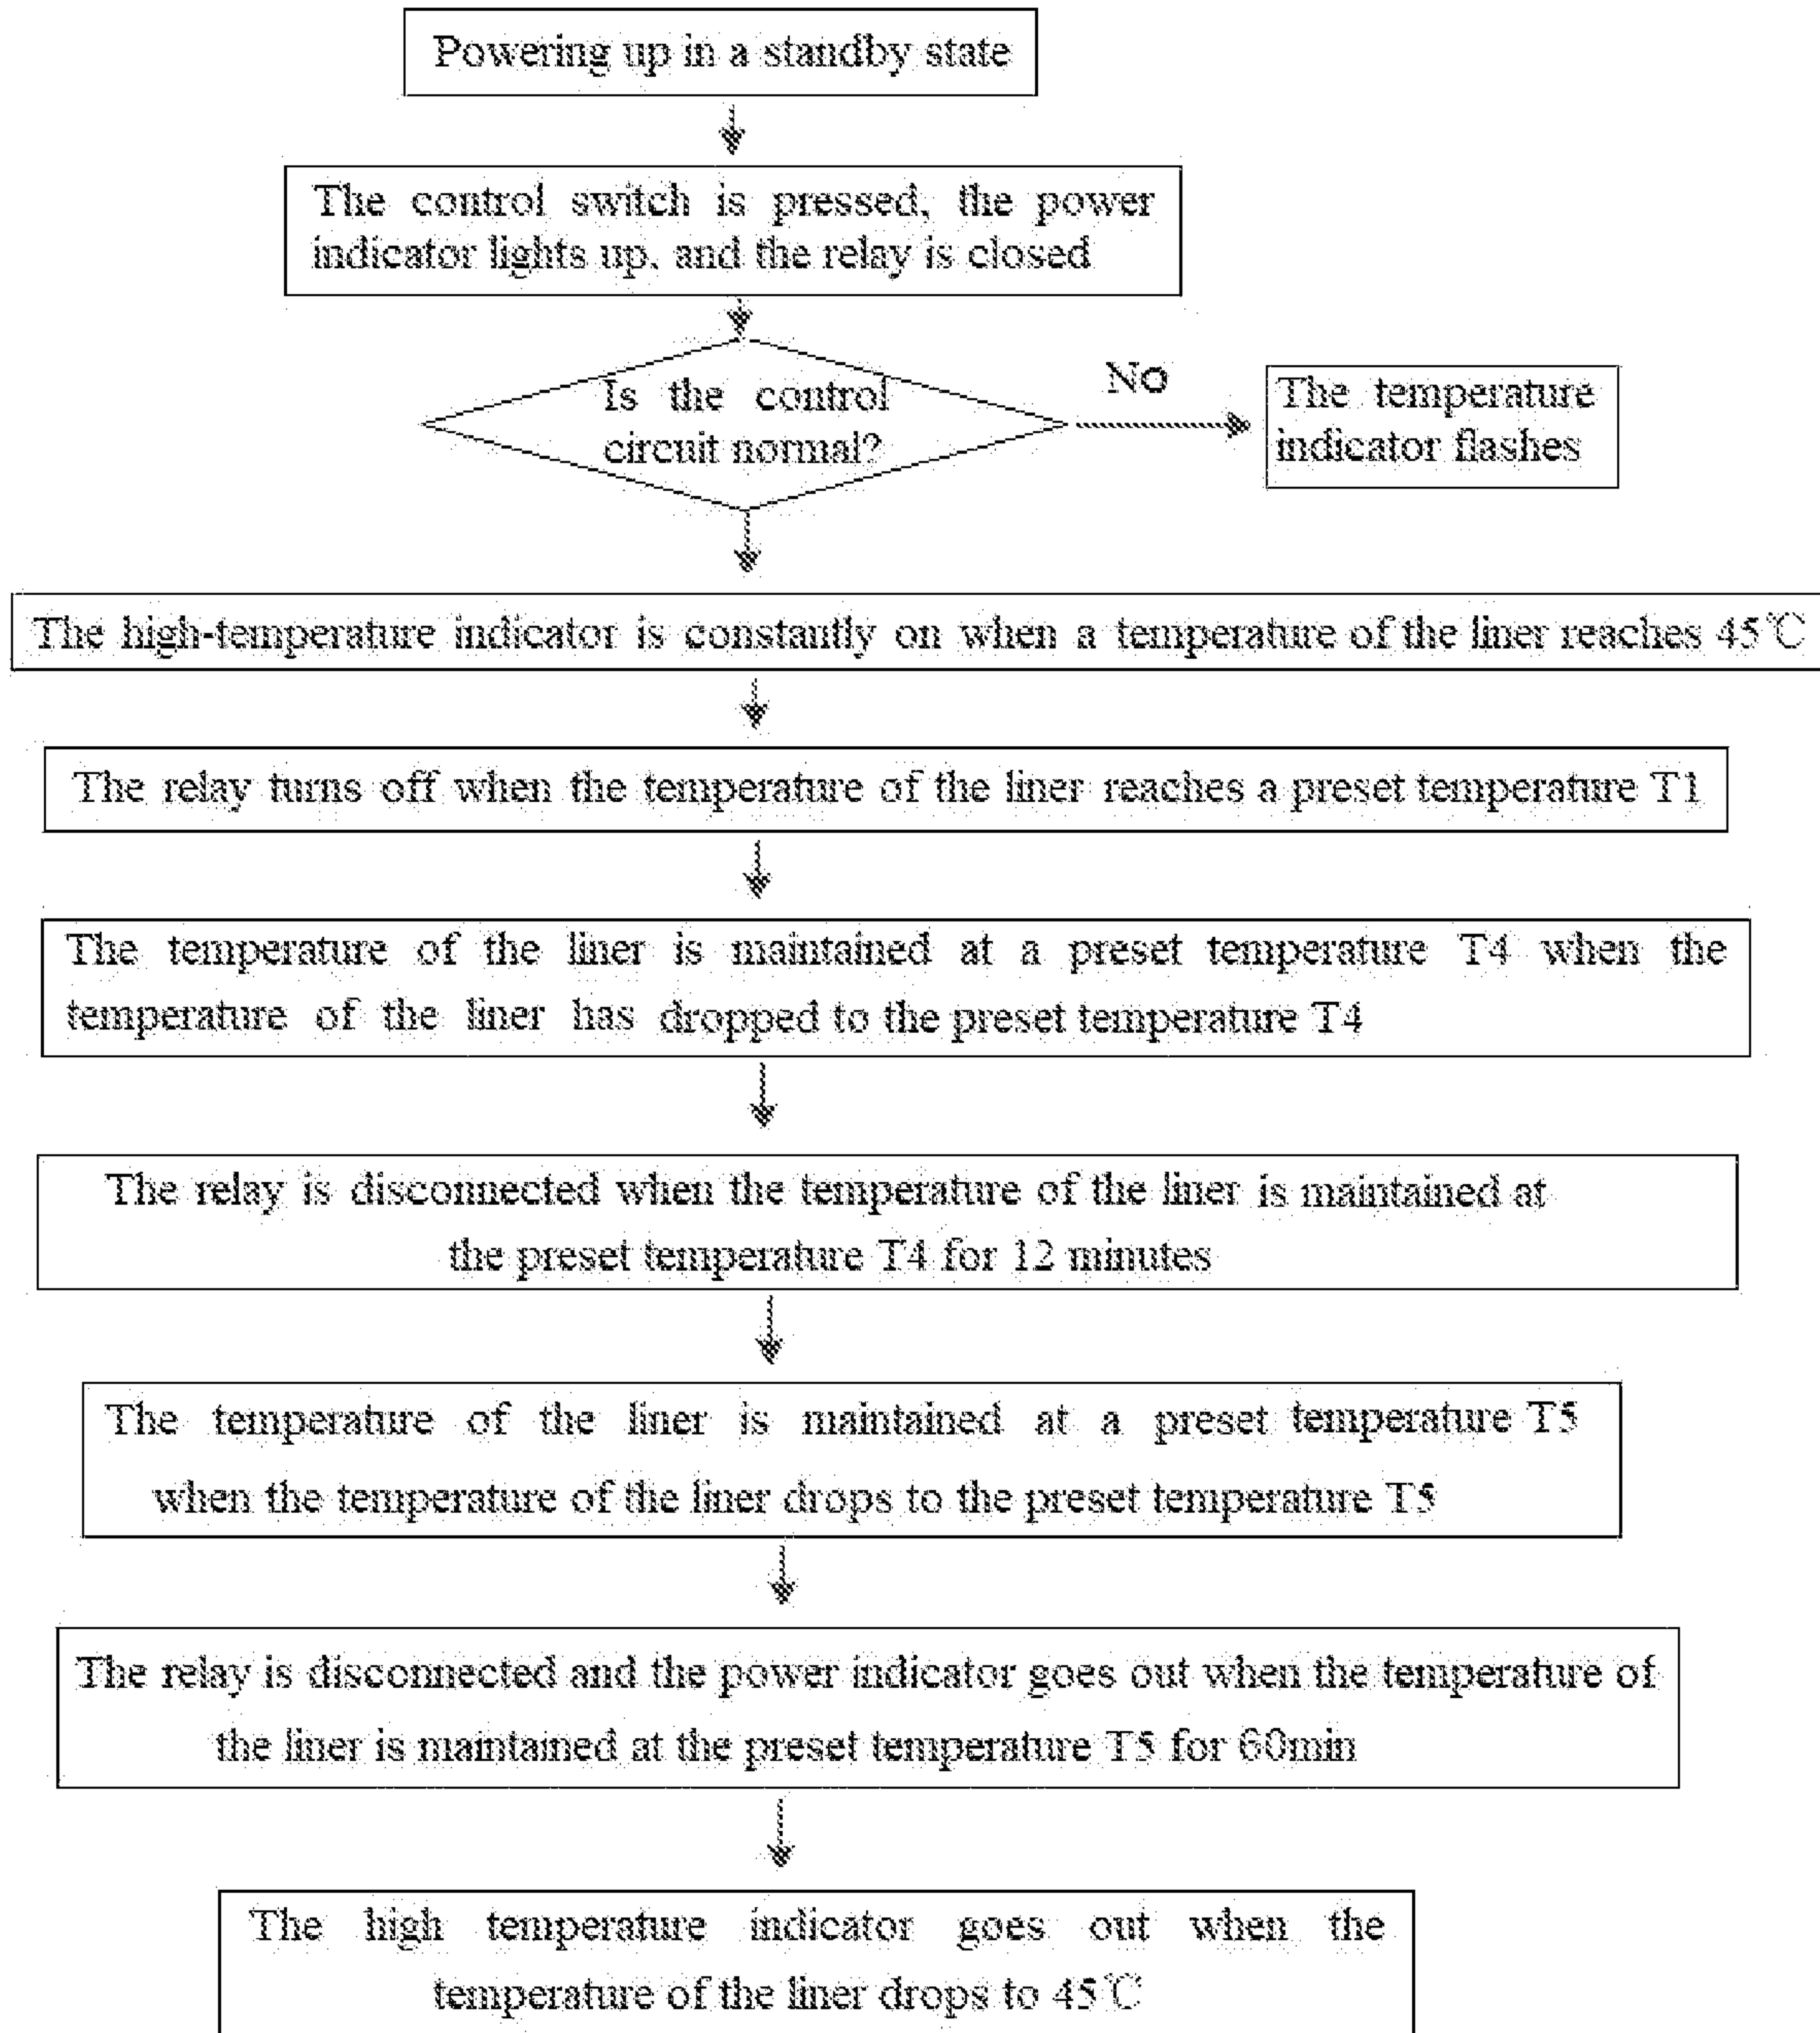 Powering up in a standby state
The control switch is pressed, the power
indicator lights up, and the relay is closed
Is the control
circuit normal?
No
The temperature
indicator flashes
The high-temperature indicator is constantly on when a temperature of the liner reaches 45℃
The relay turns off when the temperature of the liner reaches a preset temperature T1
The temperature of the liner is maintained at a preset temperature T4 when the
temperature of the liner has dropped to the preset temperature T4
The relay is disconnected when the temperature of the liner is maintained at
the preset temperature T4 for 12 minutes
The temperature of the liner is maintained at a preset temperature T5
when the temperature of the liner drops to the preset temperature T5
The relay is disconnected and the power indicator goes out when the temperature of
the liner is maintained at the preset temperature T5 for 60min
The high temperature indicator goes out when the
temperature of the liner drops to 45℃